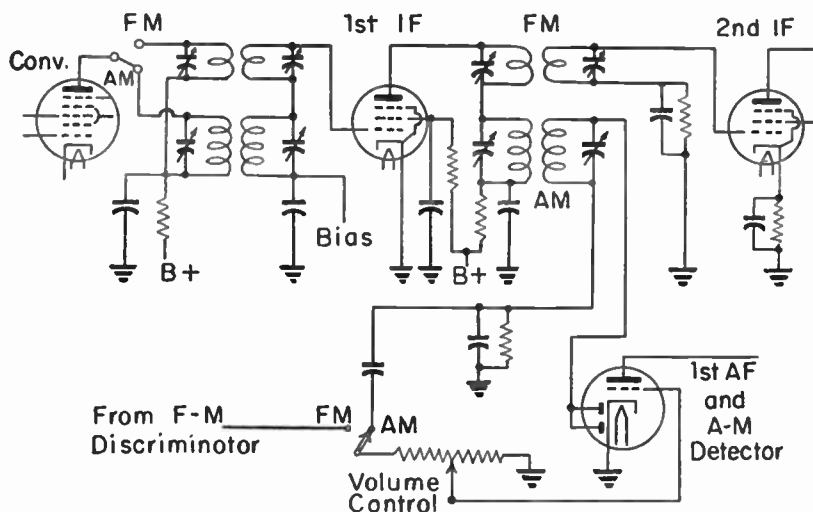 FM
1st IF
FM
2nd IF
Conv.
AM
AM
Bias
B+
B+
1st AF
and
A-M
Detector
From F-M
Discriminotor
FM
AM
Volume
Control